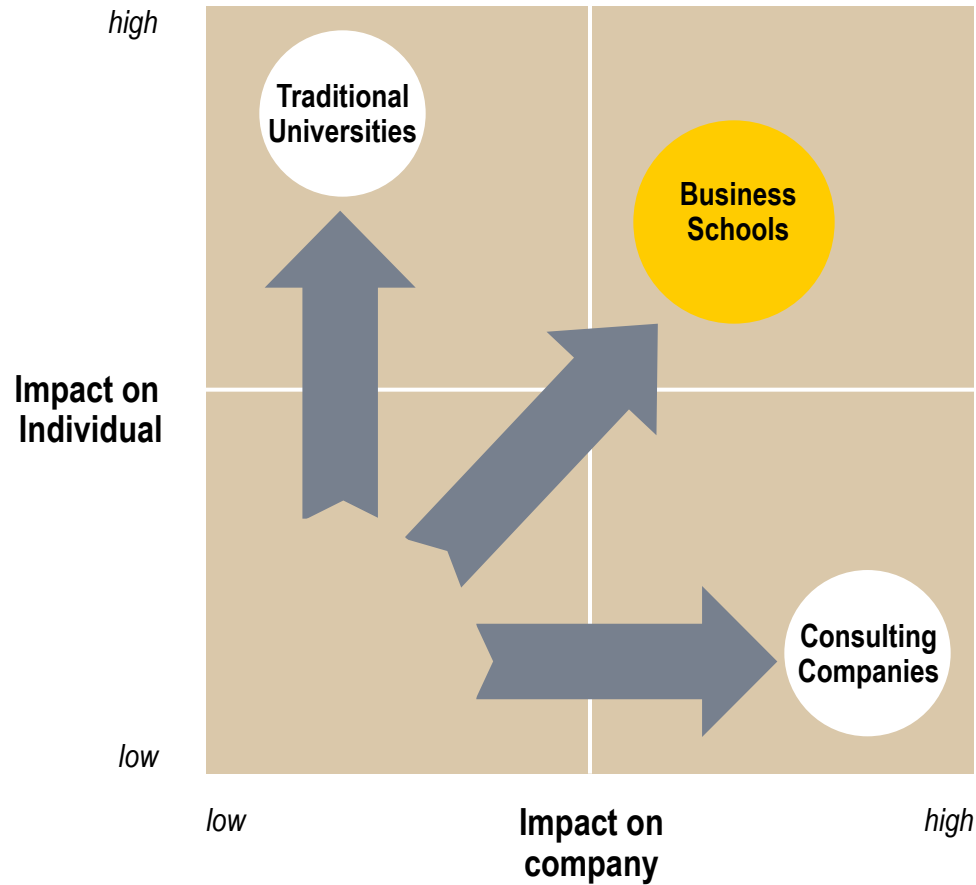 high
Traditional
Universities
Business
Schools
Impact on
Individual
Consulting
Companies
low
low
Impact on
company
high